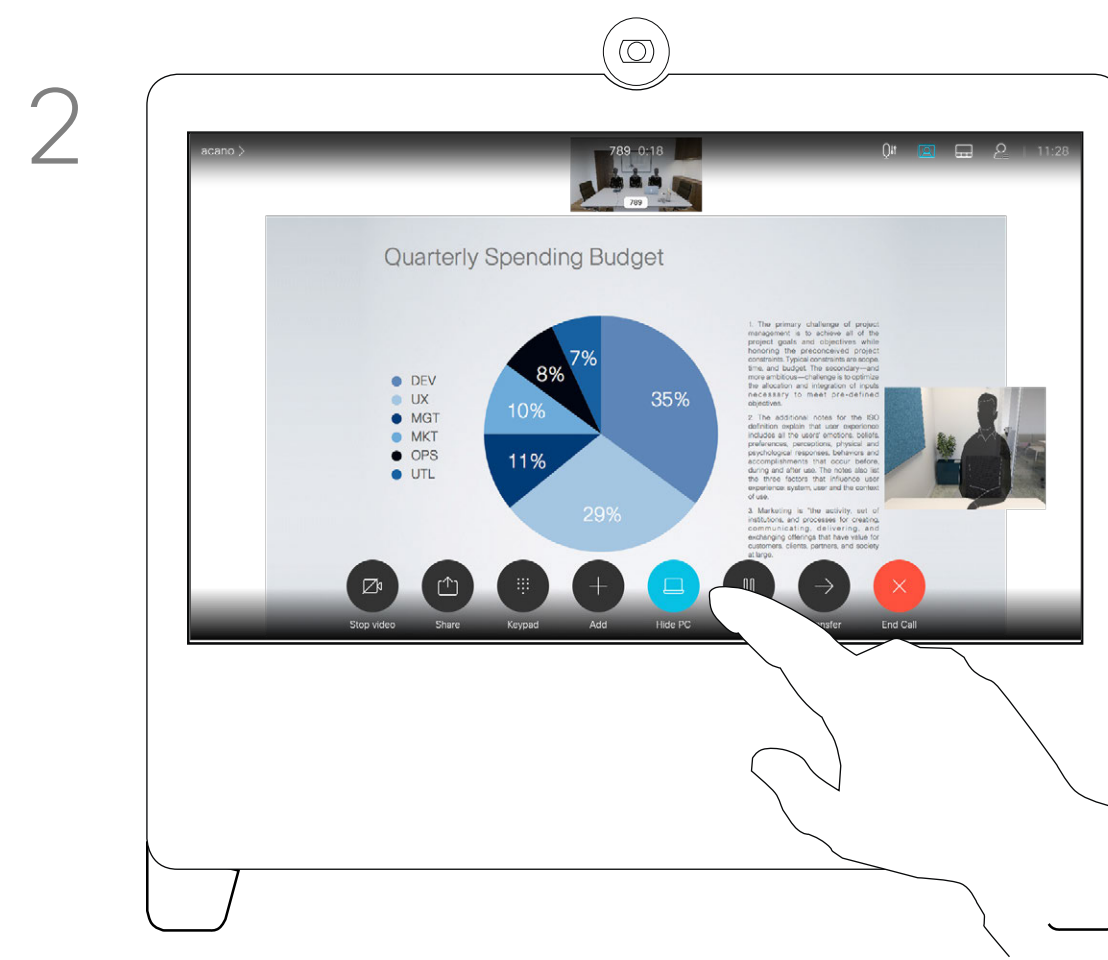 2
acano >
789 0:18
11:28
789
Quarterly Spending Budget
DEV
UX
MGT
MKT
OPS
UTL
7%
8%
35%
10%
11%
29%
1. The primary challenge of project
management is to achieve all of the
project goals and objectives while
honoring the preconceived project
constraints. Typical constraints are scope,
time, and budget. The secondary—and
more ambitious—challenge is to optimize
the allocation and integration of inputs
necessary to meet pre-defined
objectives.
2. The additional notes for the ISO
definition explain that user experience
includes all the users' emotions, beliefs,
preferences, perceptions, physical and
psychological responses, behaviors and
accomplishments that occur before,
during and after use. The notes also list
the three factors that influence user
experience: system, user and the context
of use.
3. Marketing is "the activity, set of
institutions, and processes for creating,
communicating, delivering, and
exchanging offerings that have value for
customers, clients, partners, and society
at large.
Stop video
Share
Keypad
Add
Hide PC
nsfer
End Call